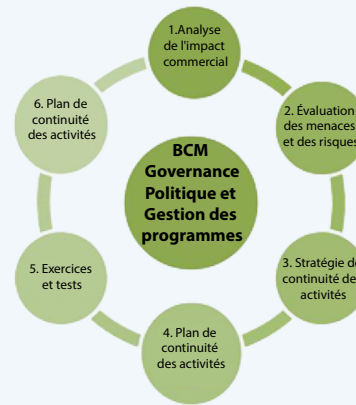 1.Analyse
de l'impact
commercial
2. Évaluation
des menaces
et des risques
3. Stratégie de
continuité des
activités
4. Plan de
continuité
des activités
5. Exercices
et tests
6. Plan de
continuité
des activités
BCM
Governance
Politique et
Gestion des
programmes